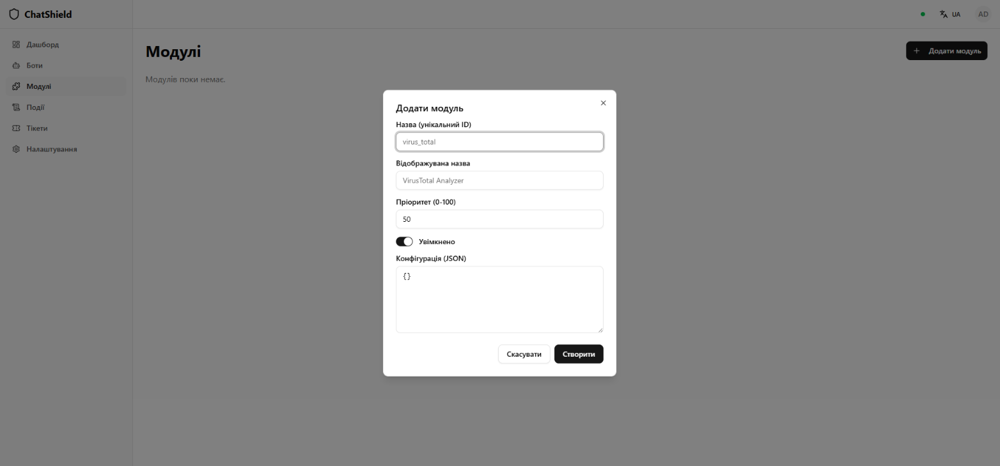 ChatShield
UA
AD
Дашборд
Боти
Модулі
Події
Тікети
Налаштування
Модулі
Додати модуль
Модулів поки немає.
Додати модуль
Назва (унікальний ID)
virus_total
Відображувана назва
VirusTotal Analyzer
Пріоритет (0-100)
50
Увімкнено
Конфігурація (JSON)
{}
Скасувати
Створити